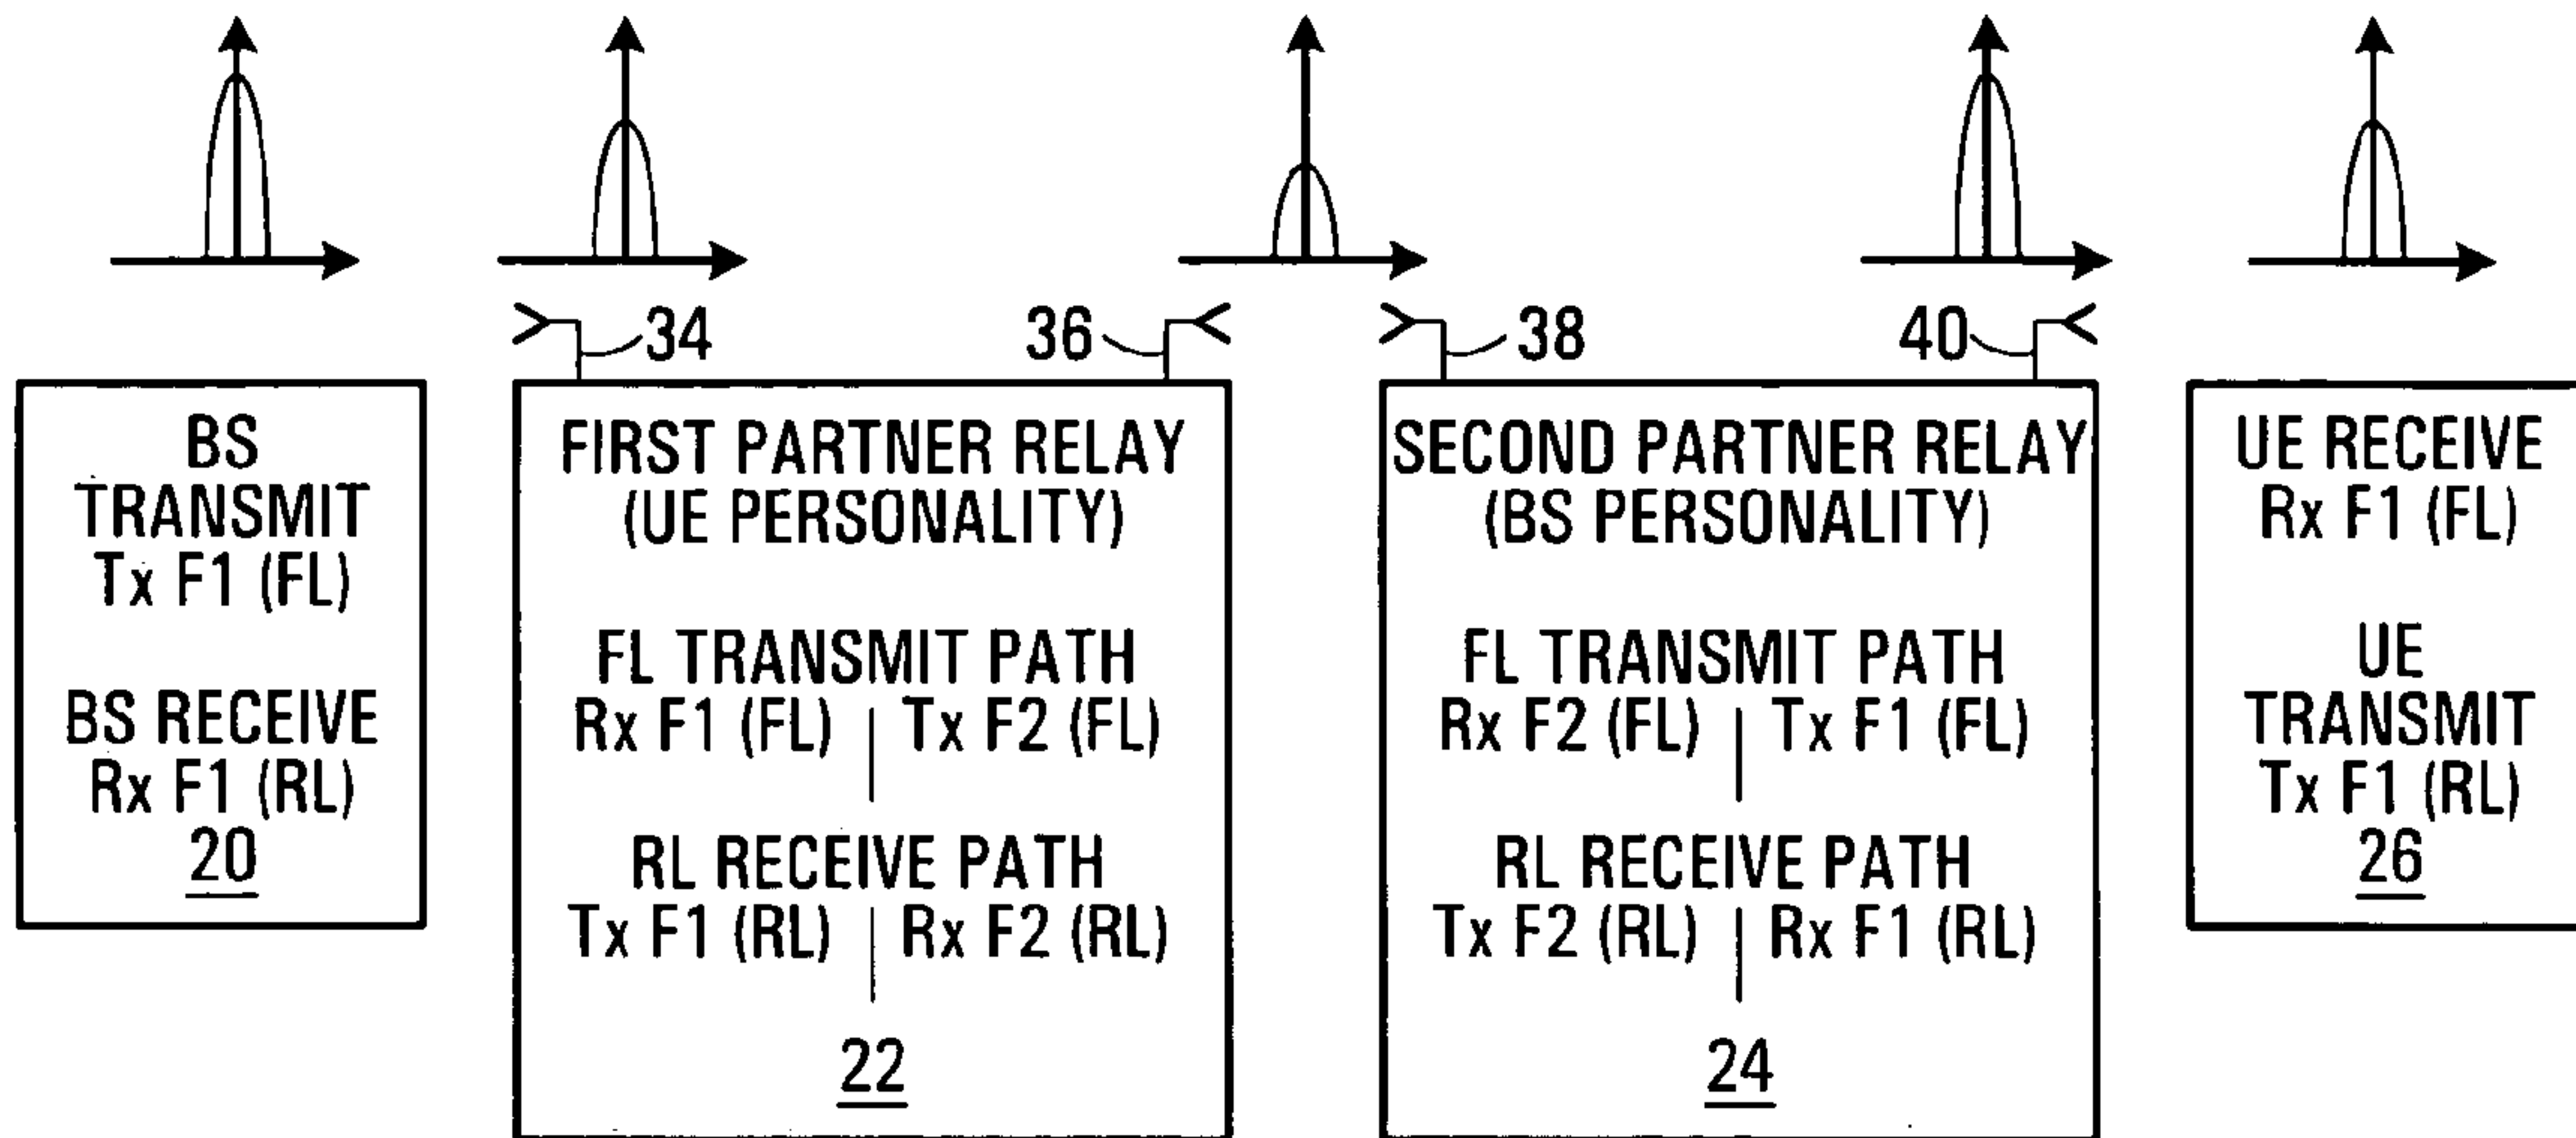 34
36
38
40
BS
TRANSMIT
Tx F1 (FL)
BS RECEIVE
Rx F1 (RL)
20
FIRST PARTNER RELAY
(UE PERSONALITY)
FL TRANSMIT PATH
Rx F1 (FL) | Tx F2 (FL)
RL RECEIVE PATH
Tx F1 (RL) | Rx F2 (RL)
22
SECOND PARTNER RELAY
(BS PERSONALITY)
FL TRANSMIT PATH
Rx F2 (FL) | Tx F1 (FL)
RL RECEIVE PATH
Tx F2 (RL) | Rx F1 (RL)
24
UE RECEIVE
Rx F1 (FL)
UE
TRANSMIT
Tx F1 (RL)
26